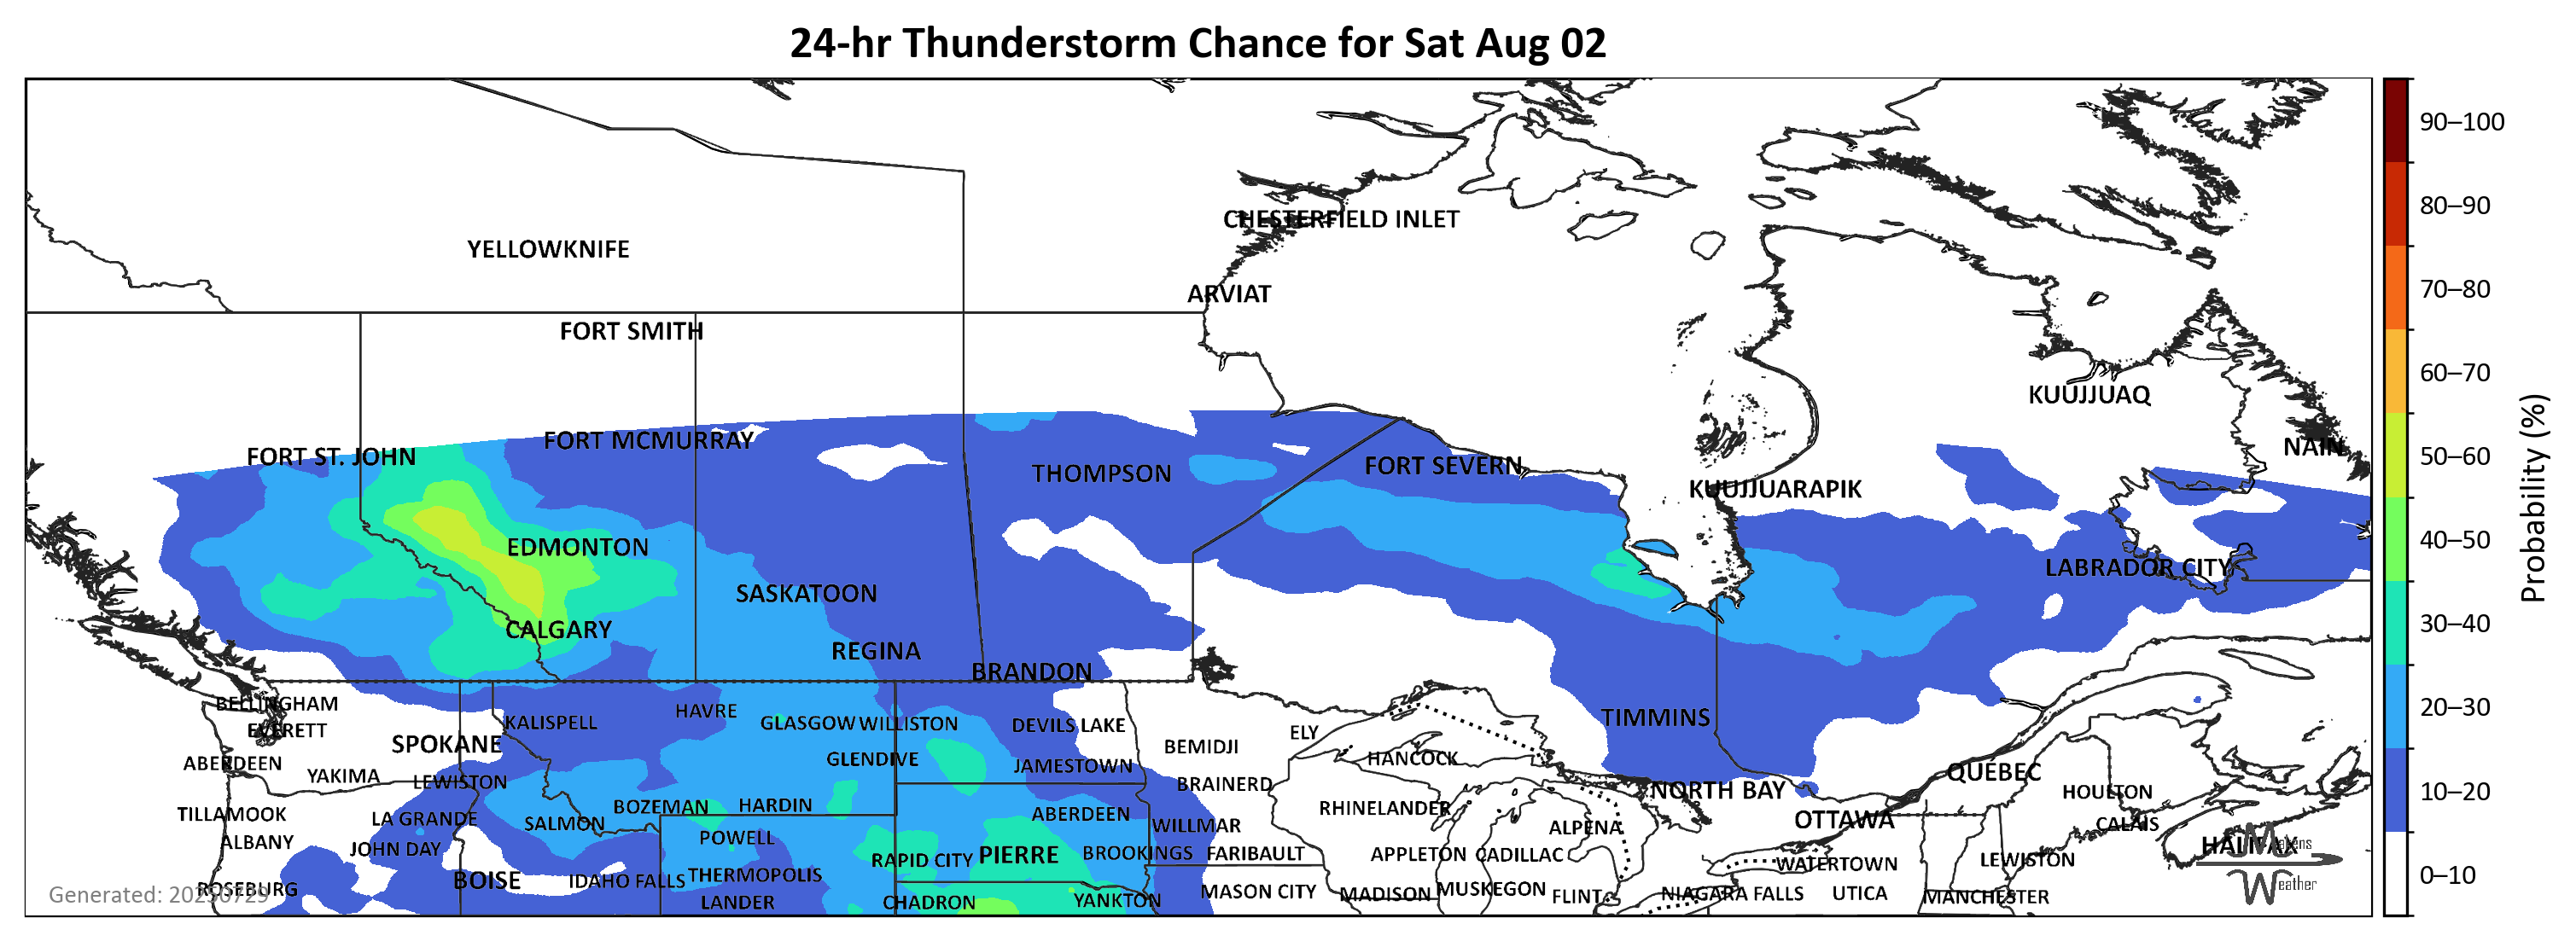 24-hr Thunderstorm Chance for Sat Aug 02
90–100
80–90
CHESTERFIELD INLET
YELLOWKNIFE
70–80
ARVIAT
FORT SMITH
60–70
KUUJJUAQ
FORT MCMURRAY
NAIN
50–60
FORT ST. JOHN
FORT SEVERN
THOMPSON
KUUJJUARAPIK
Probability (%)
40–50
EDMONTON
LABRADOR CITY
SASKATOON
30–40
CALGARY
REGINA
BRANDON
20–30
BELLINGHAM
HAVRE
TIMMINS
KALISPELL
GLASGOW
WILLISTON
DEVILS LAKE
EVERETT
ELY
SPOKANE
BEMIDJI
GLENDIVE
HANCOCK
ABERDEEN
JAMESTOWN
QUÉBEC
YAKIMA
LEWISTON
BRAINERD
NORTH BAY
HOULTON
10–20
BOZEMAN
HARDIN
RHINELANDER
TILLAMOOK
ABERDEEN
LA GRANDE
OTTAWA
SALMON
WILLMAR
CALAIS
ALPENA
POWELL
ALBANY
HALIFAX
Makens
Weather
JOHN DAY
BROOKINGS
FARIBAULT
APPLETON
CADILLAC
PIERRE
RAPID CITY
LEWISTON
WATERTOWN
0–10
THERMOPOLIS
BOISE
IDAHO FALLS
ROSEBURG
MUSKEGON
MASON CITY
MADISON
NIAGARA FALLS
UTICA
Generated: 20250729
FLINT
MANCHESTER
YANKTON
CHADRON
LANDER